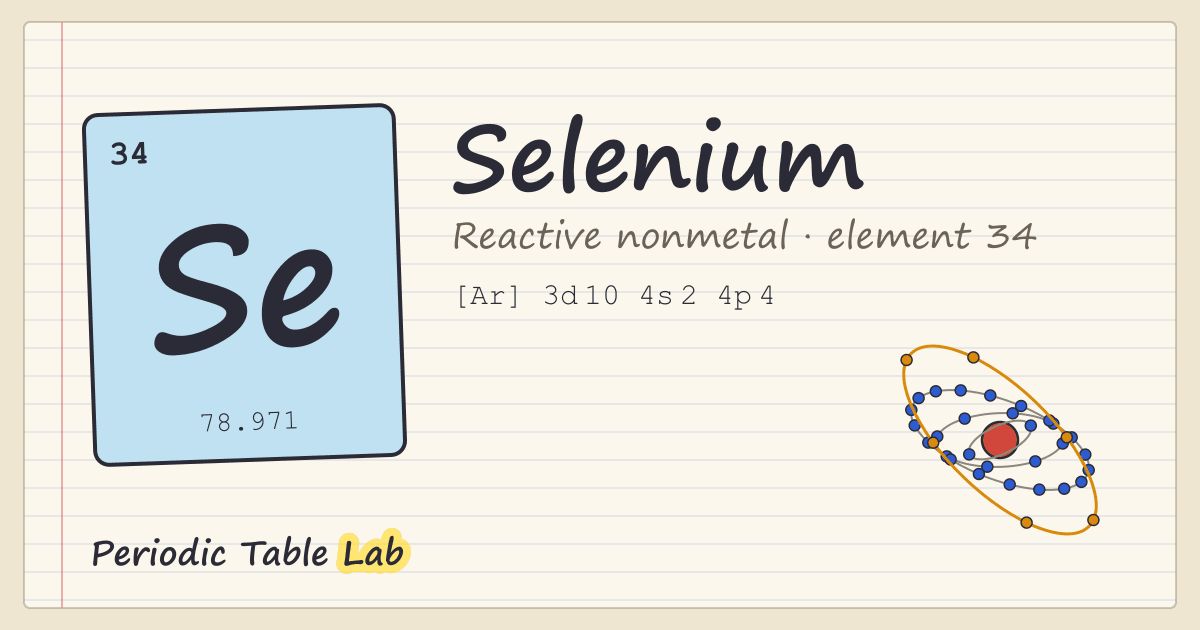 34
Se
78.971
Selenium
Reactive nonmetal · element 34
[Ar] 3d10 4s2 4p4
Periodic Table Lab